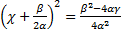 (χ + β/2α)² = β²−4αγ/4α²